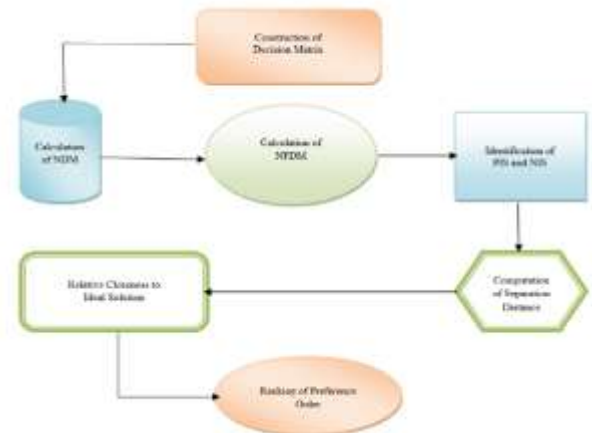 Construction of
Decision Matrix
Calculation
of NDM
Calculation of
NFDM
Identification of
PIS and NIS
Computation
of Separation
Distance
Relative Closeness to
Ideal Solution
Ranking of Preference
Order